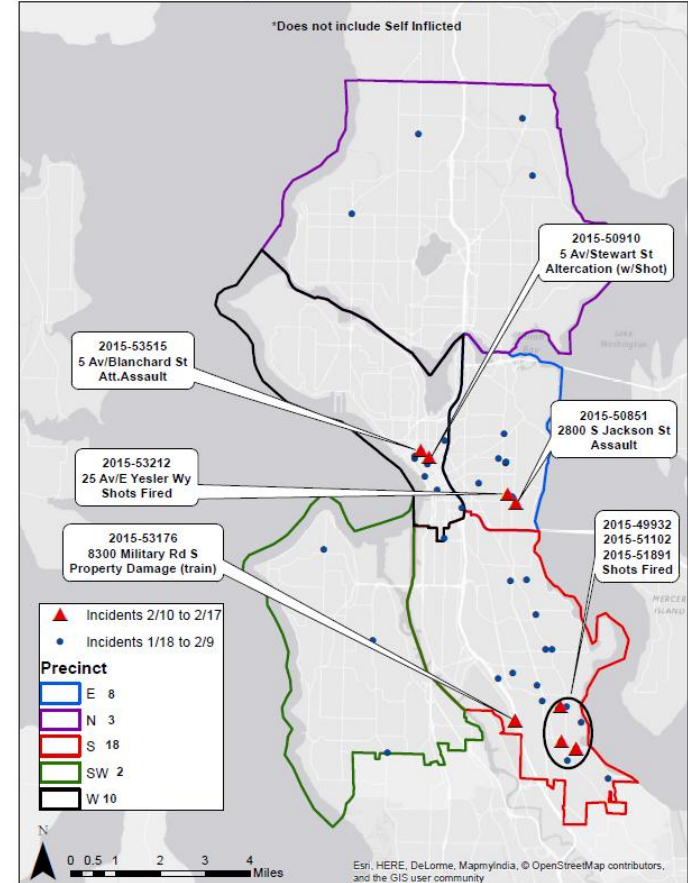 *Does not include Self Inflicted
2015-50910
5 Av/Stewart St
Altercation (w/Shot)
2015-53515
5 Av/Blanchard St
Att.Assault
Lake
Washington
2015-50851
2800 S Jackson St
Assault
2015-53212
25 Av/E Yesler Wy
Shots Fired
2015-53176
8300 Military Rd S
Property Damage (train)
2015-49932
2015-51102
2015-51891
Shots Fired
MERCER
ISLAND
Incidents 2/10 to 2/17
Incidents 1/18 to 2/9
Precinct
E 8
N 3
S 18
SW 2
W 10
N
0 0.5 1 2 3 4
Miles
Esri, HERE, DeLorme, MapmyIndia, © OpenStreetMap contributors,
and the GIS user community